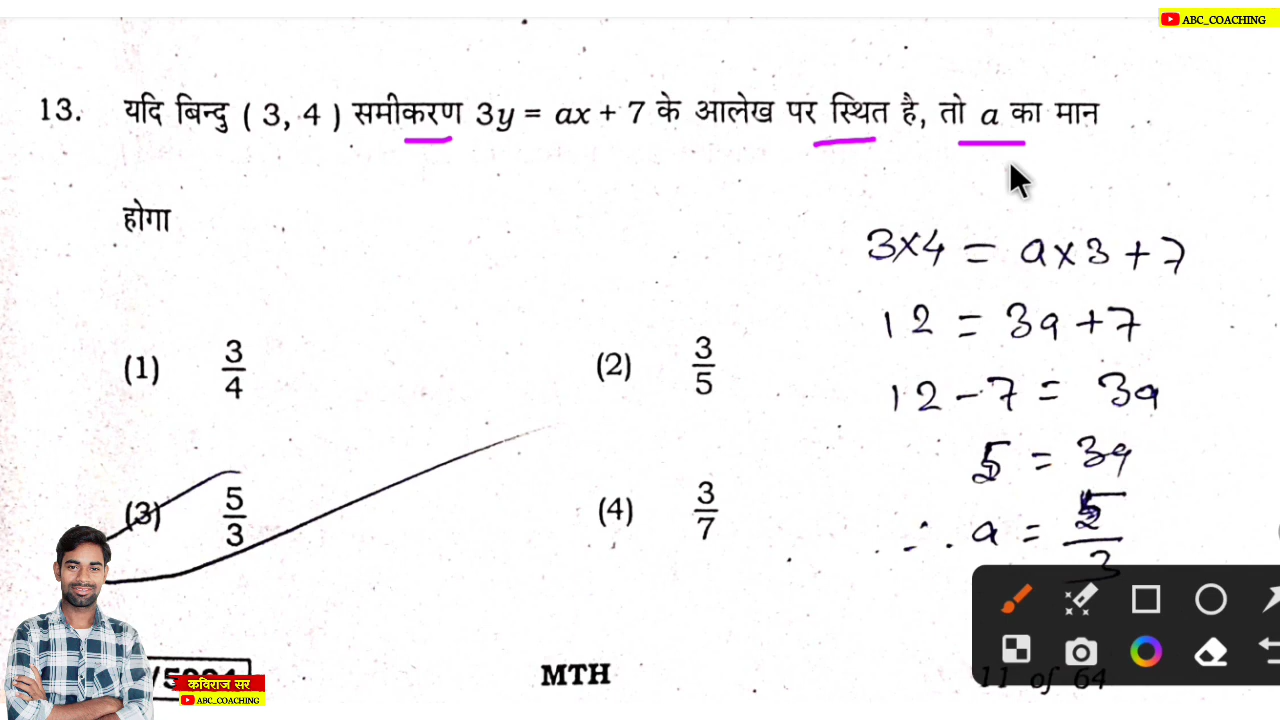 ABC_COACHING
13. यदि बिन्दु ( 3, 4 ) समीकरण 3y = ax + 7 के आलेख पर स्थित है, तो a का मान
होगा
3×4 = a×3+7
12 = 3a+7
(1) 3/4
(2) 3/5
12-7 = 3a
5 = 3a
(3) 5/3
(4) 3/7
∴ a = 5/3
MTH
11 of 64
कविराज सर
ABC_COACHING